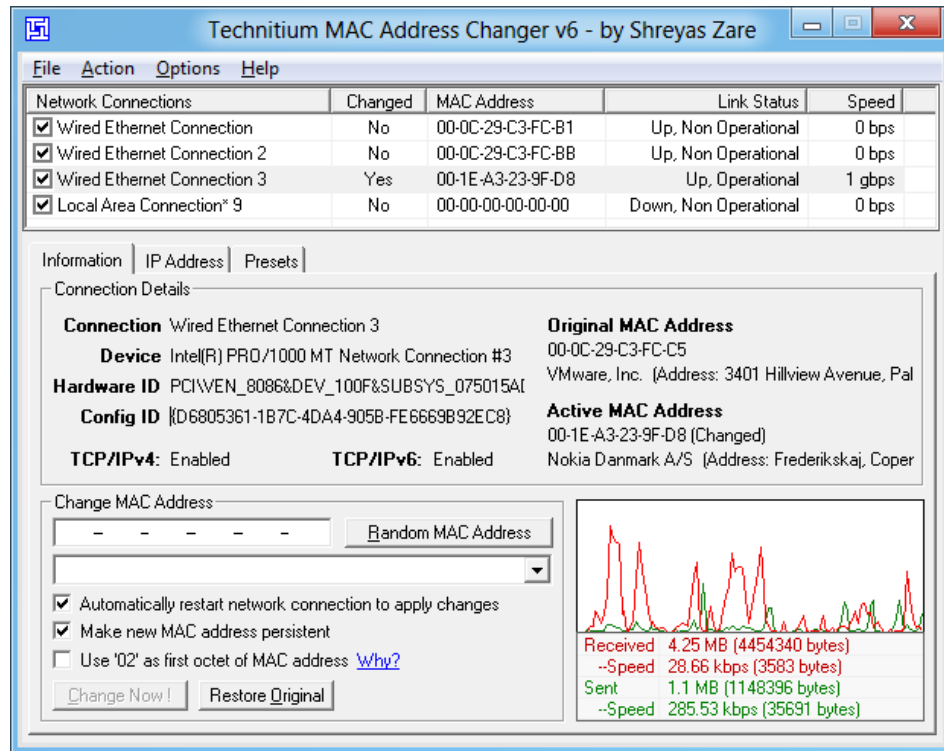 Technitium MAC Address Changer v6 - by Shreyas Zare
File Action Options Help
Network Connections Changed MAC Address Link Status Speed
Wired Ethernet Connection No 00-0C-29-C3-FC-B1 Up, Non Operational 0 bps
Wired Ethernet Connection 2 No 00-0C-29-C3-FC-BB Up, Non Operational 0 bps
Wired Ethernet Connection 3 Yes 00-1E-A3-23-9F-D8 Up, Operational 1 gbps
Local Area Connection* 9 No 00-00-00-00-00-00 Down, Non Operational 0 bps
Information IP Address Presets
Connection Details
Connection Wired Ethernet Connection 3
Device Intel(R) PRO/1000 MT Network Connection #3
Hardware ID PCI\VEN_8086&DEV_100F&SUBSYS_075015A
Config ID {D6805361-1B7C-4DA4-905B-FE6669B92EC8}
TCP/IPv4: Enabled TCP/IPv6: Enabled
Original MAC Address
00-0C-29-C3-FC-C5
VMware, Inc. (Address: 3401 Hillview Avenue, Pal
Active MAC Address
00-1E-A3-23-9F-D8 (Changed)
Nokia Danmark A/S (Address: Frederikskaj, Coper
Change MAC Address
- - - - - Random MAC Address
Automatically restart network connection to apply changes
Make new MAC address persistent
Use '02' as first octet of MAC address Why?
Change Now ! Restore Original
Received 4.25 MB (4454340 bytes)
--Speed 28.66 kbps (3583 bytes)
Sent 1.1 MB (1148396 bytes)
--Speed 285.53 kbps (35691 bytes)